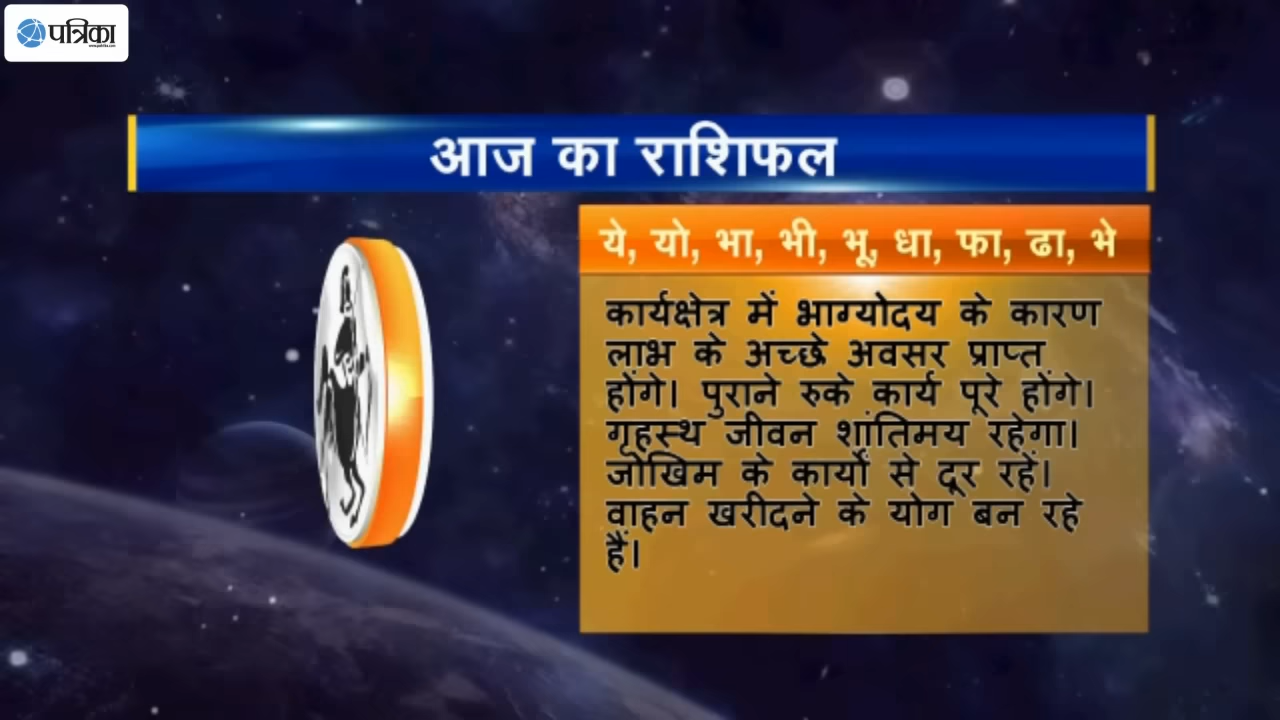 पत्रिका
आज का राशिफल
ये, यो, भा, भी, भू, धा, फा, ढा, भे
कार्यक्षेत्र में भाग्योदय के कारण
लाभ के अच्छे अवसर प्राप्त
होंगे। पुराने रुके कार्य पूरे होंगे।
गृहस्थ जीवन शांतिमय रहेगा।
जोखिम के कार्यों से दूर रहें।
वाहन खरीदने के योग बन रहे
हैं।